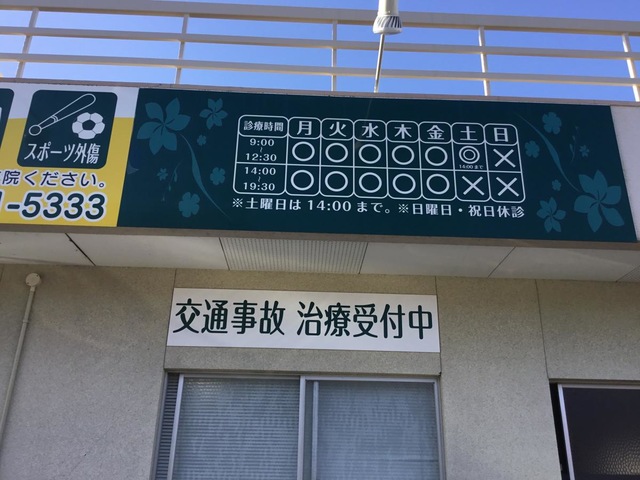 スポーツ外傷
院ください。
-5333
診療時間 月 火 水 木 金 土 日
9:00〜12:30 ○ ○ ○ ○ ○ ◎ ×
14:00まで
14:00〜19:30 ○ ○ ○ ○ ○ × ×
※土曜日は14:00まで。※日曜日・祝日休診
交通事故 治療受付中